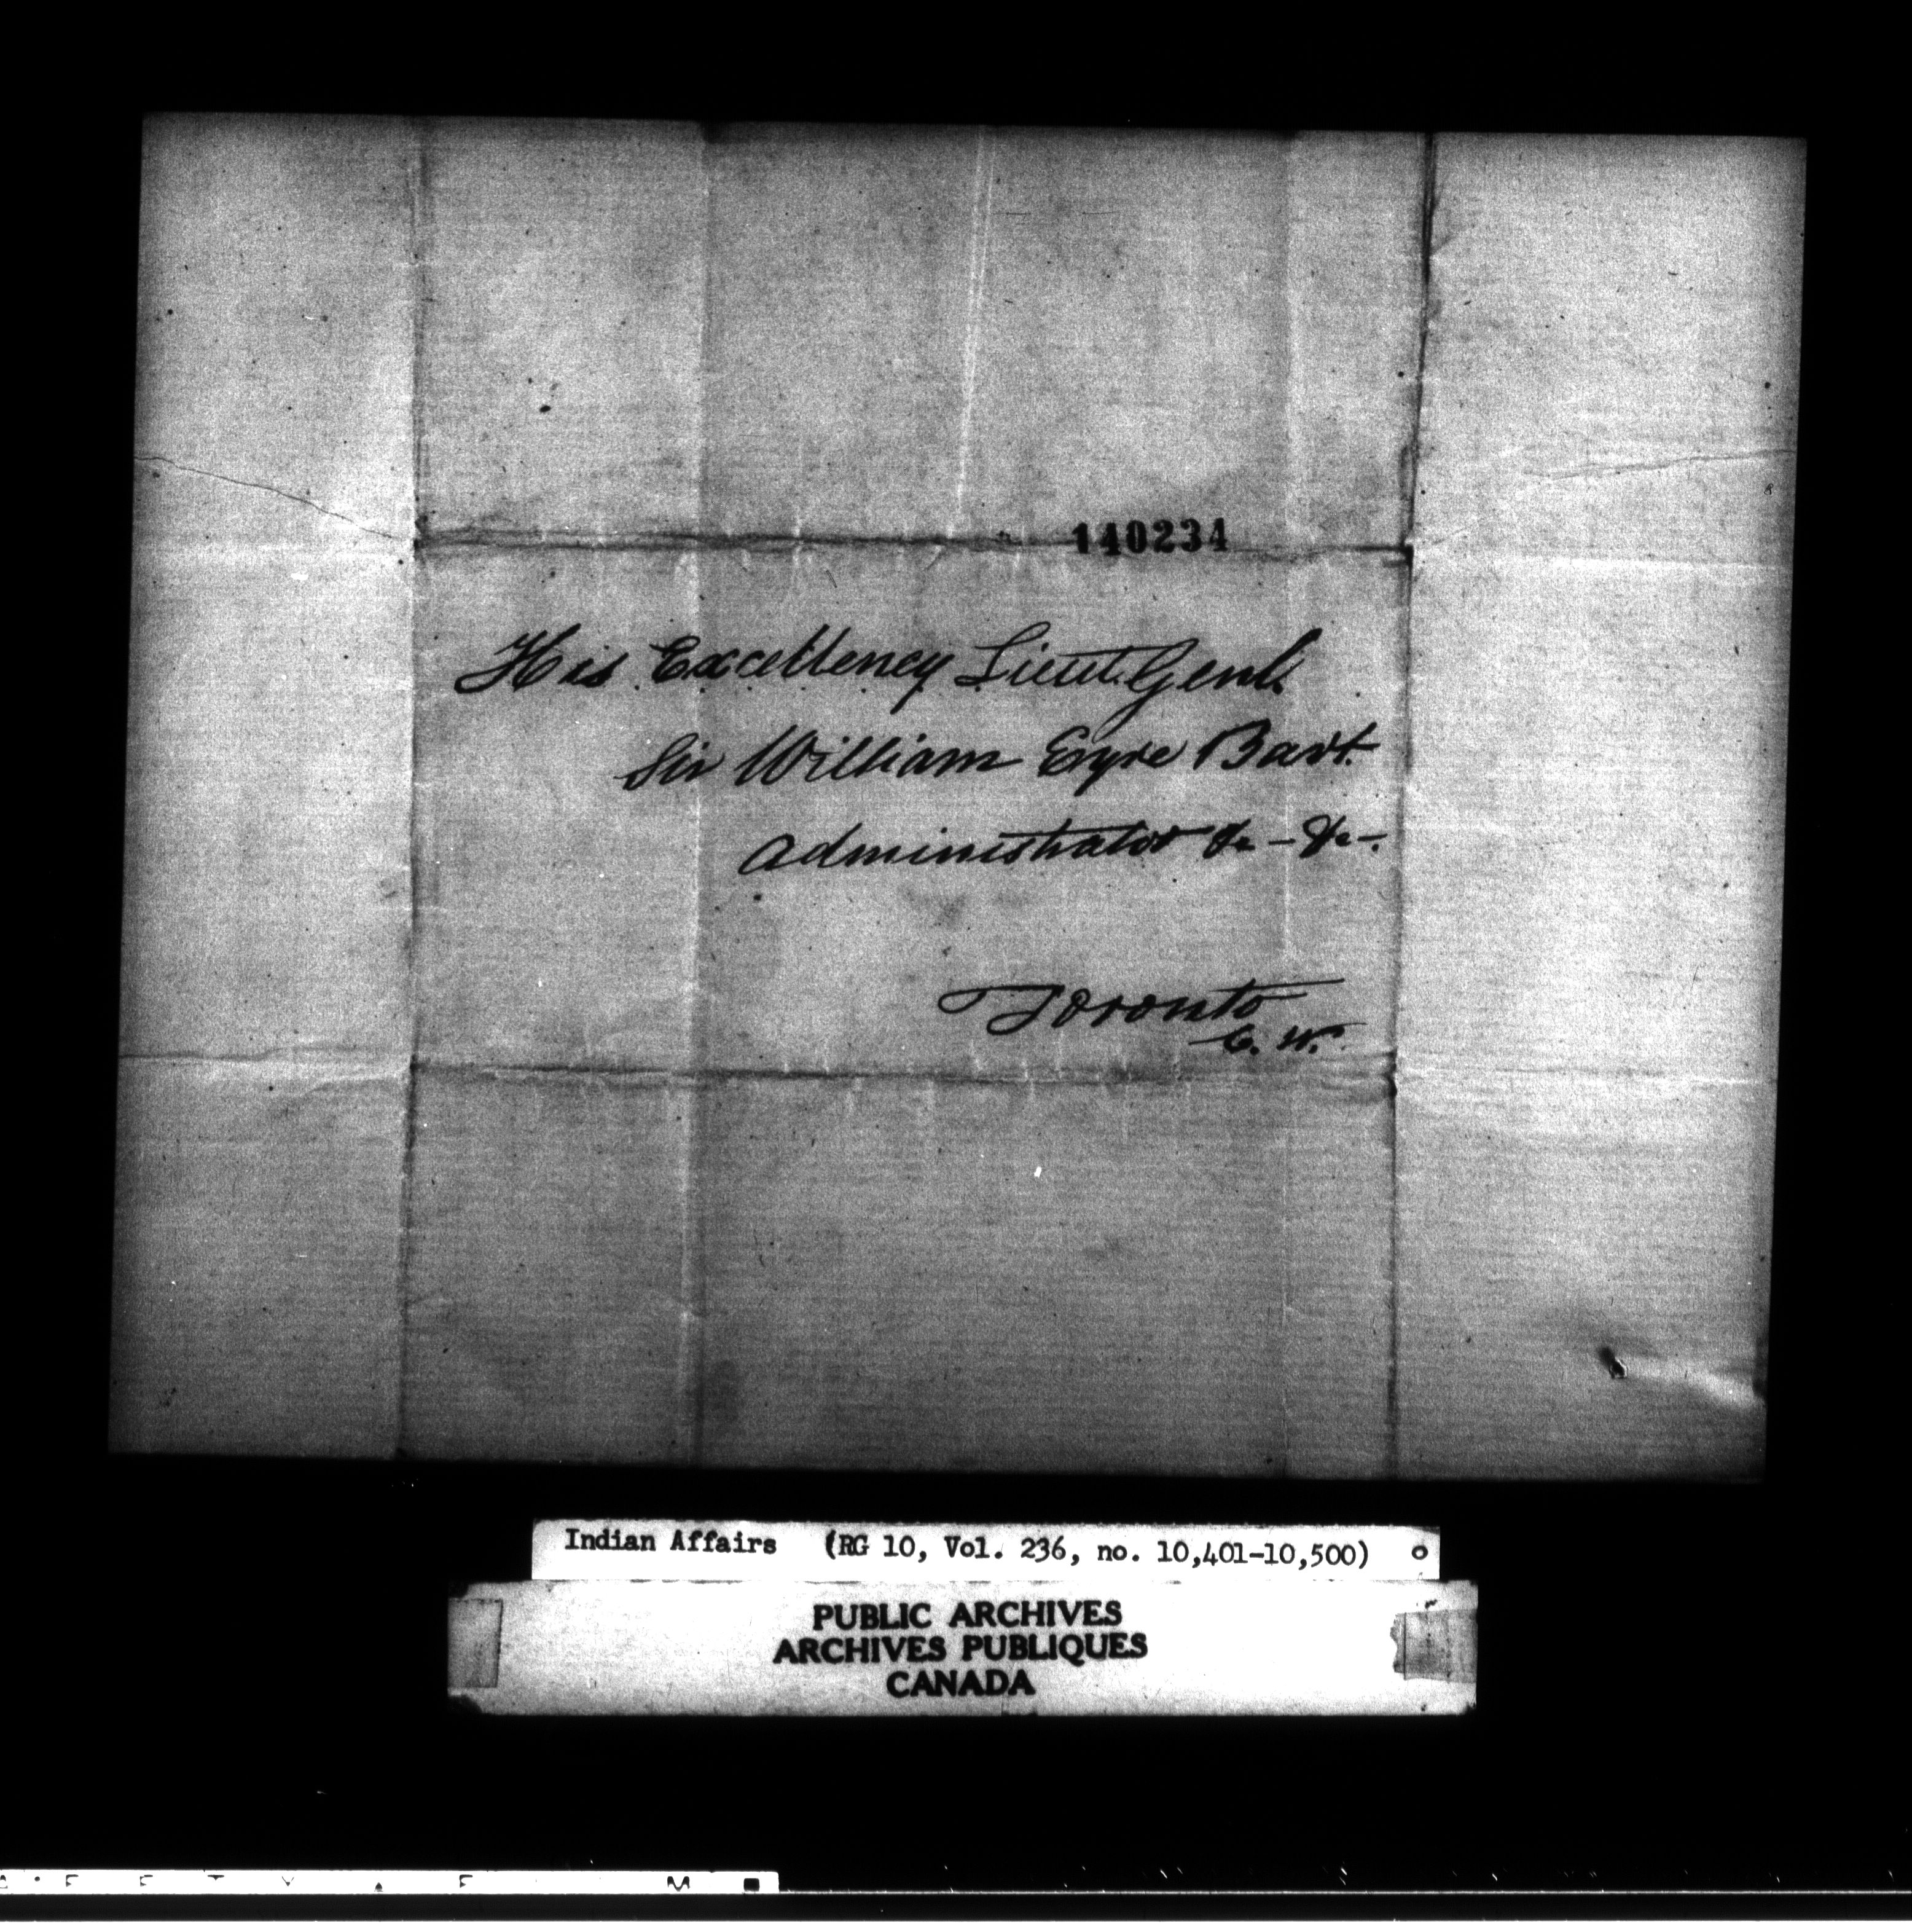 140234
His Excellency Lieut. Genl.
Sir William Eyre Bart.
Administrator &c - &c -.
Toronto
C. W.
Indian Affairs (RG 10, Vol. 236, no. 10,401-10,500)
PUBLIC ARCHIVES
ARCHIVES PUBLIQUES
CANADA